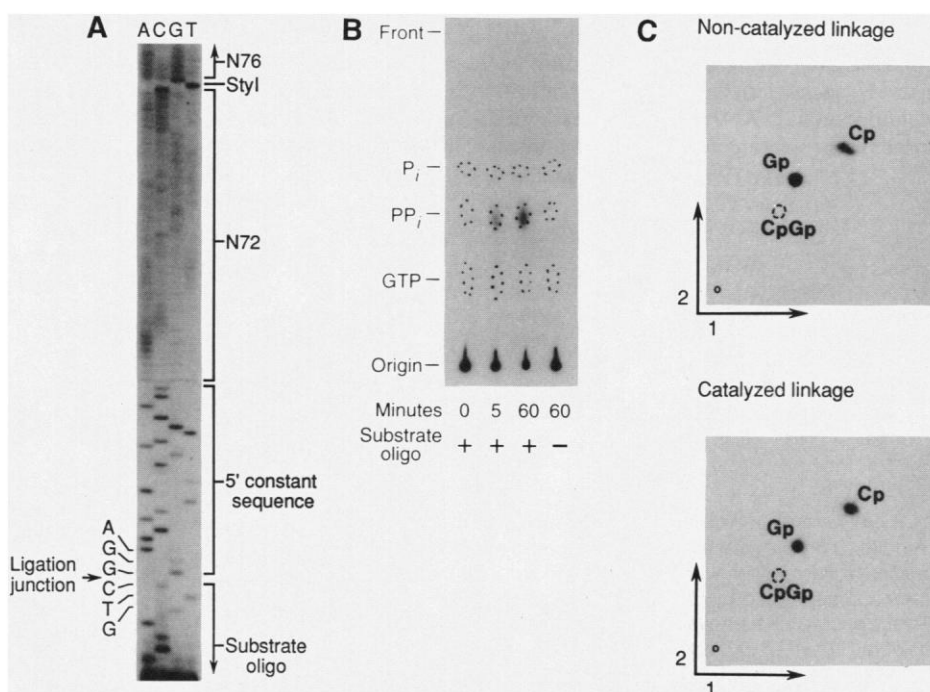 A
A C G T
N76
StyI
N72
5' constant
sequence
A
G
G
C
T
G
Ligation
junction
Substrate
oligo
B
Front
Pi
PPi
GTP
Origin
Minutes 0 5 60 60
Substrate
oligo + + + −
C
Non-catalyzed linkage
Cp
Gp
CpGp
2
1
Catalyzed linkage
Cp
Gp
CpGp
2
1